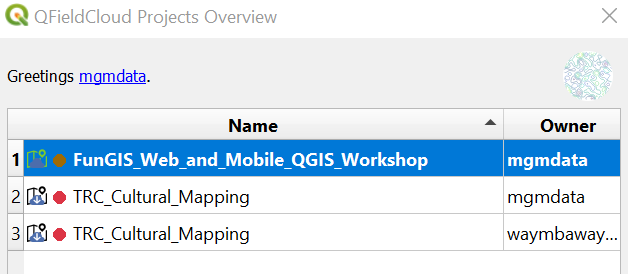 QFieldCloud Projects Overview
Greetings mgmdata.
Name Owner
1 FunGIS_Web_and_Mobile_QGIS_Workshop mgmdata
2 TRC_Cultural_Mapping mgmdata
3 TRC_Cultural_Mapping waymbaway...